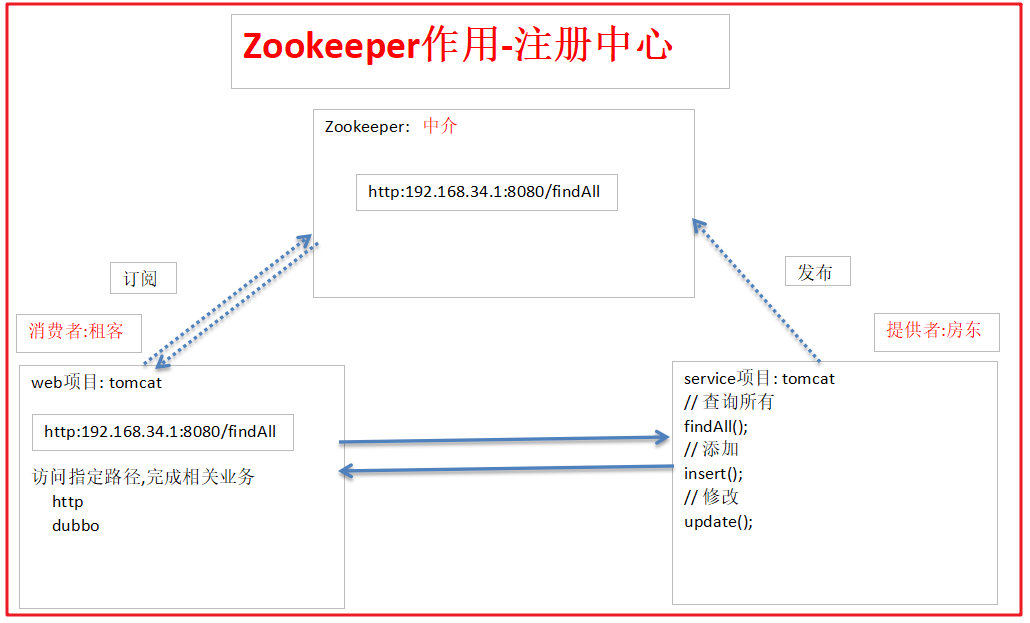 Zookeeper作用-注册中心
Zookeeper: 中介
http:192.168.34.1:8080/findAll
订阅
发布
消费者:租客
提供者:房东
web项目: tomcat
http:192.168.34.1:8080/findAll
访问指定路径,完成相关业务
http
dubbo
service项目: tomcat
// 查询所有
findAll();
// 添加
insert();
// 修改
update();